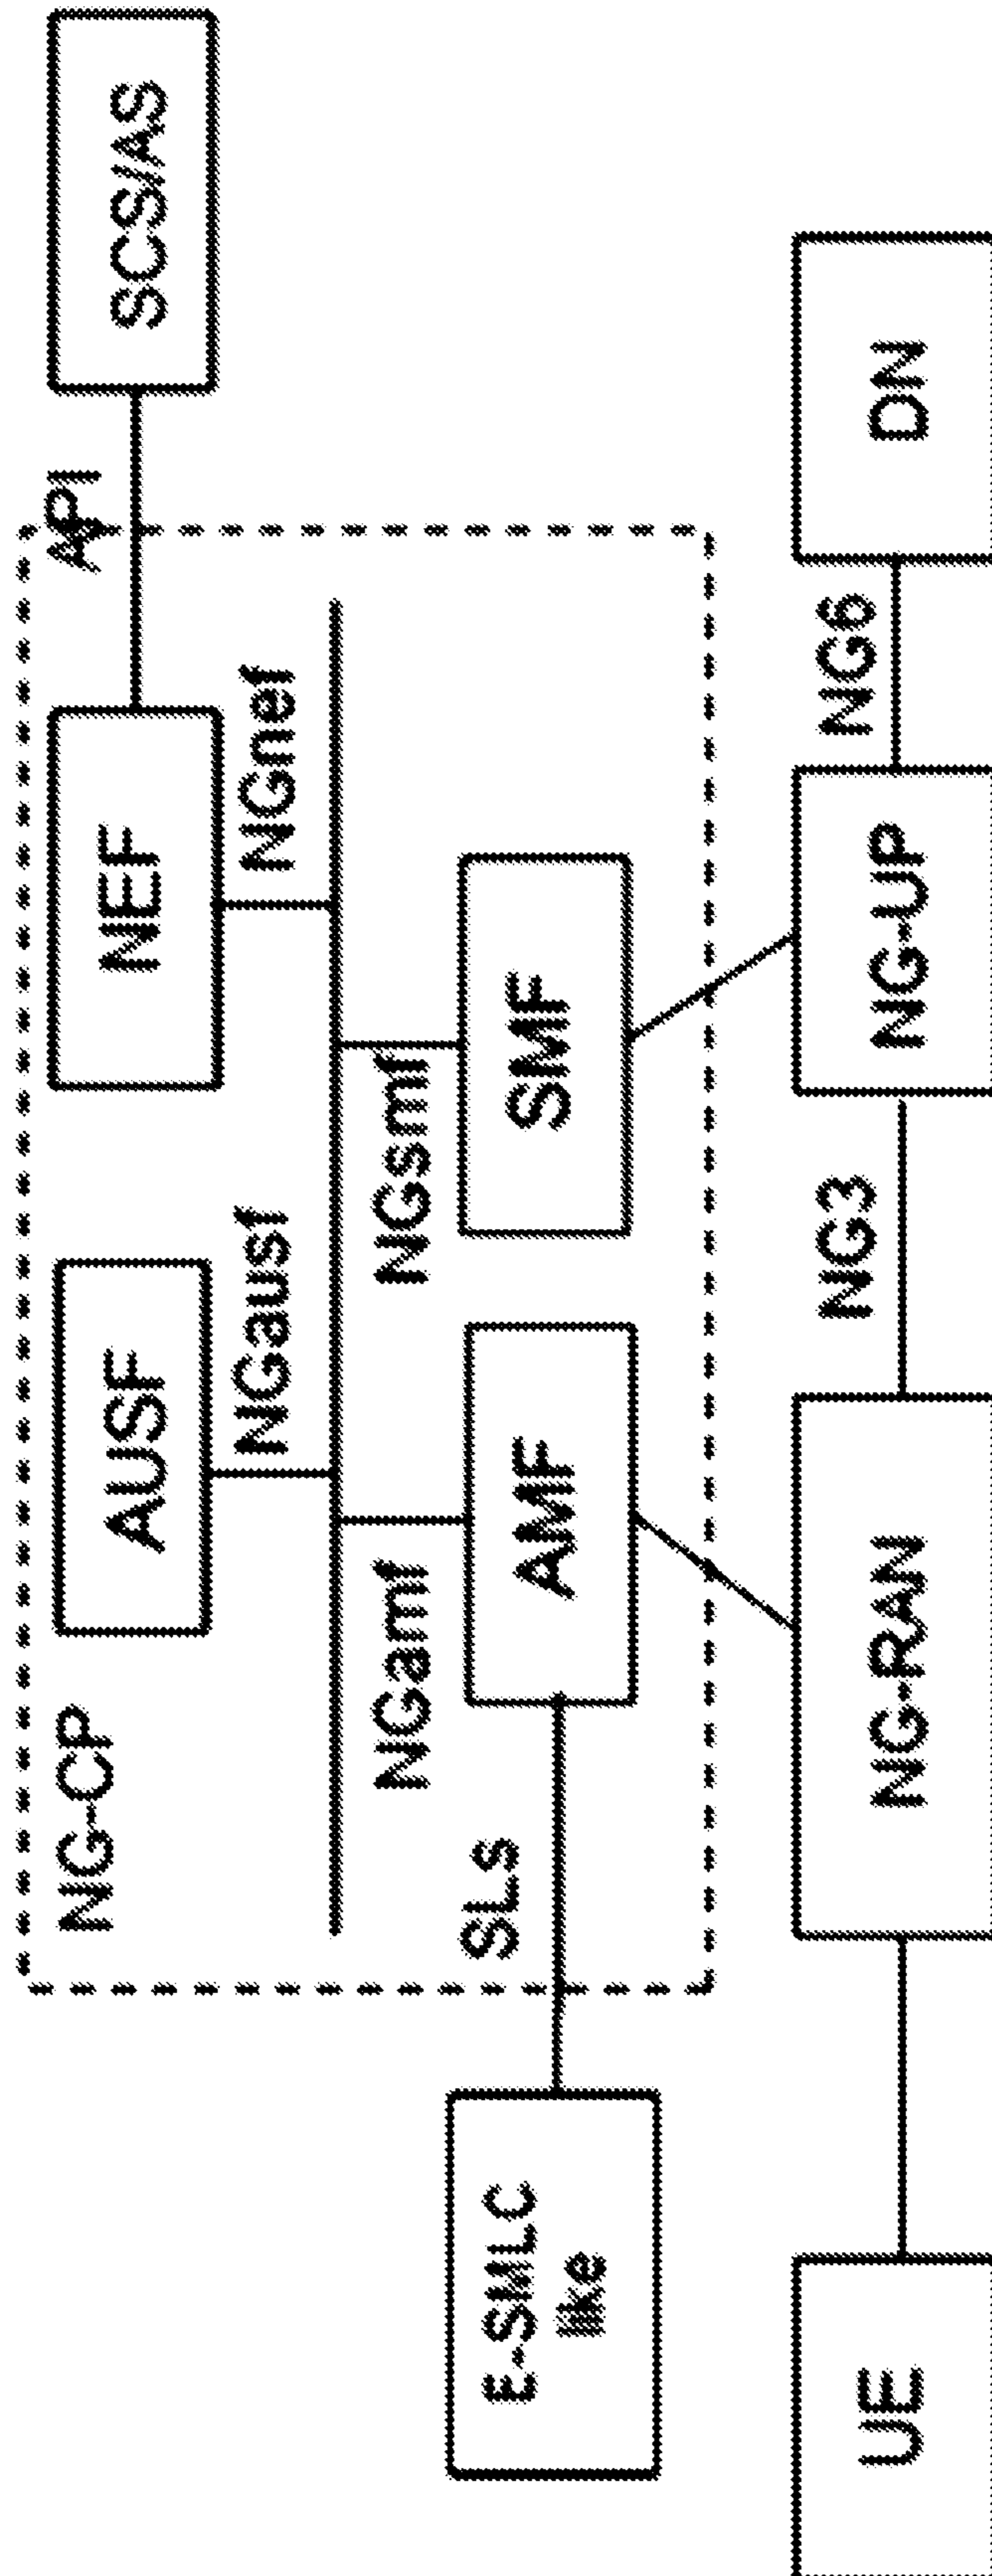 NG-CP
AUSF
NEF
API
SCS/AS
NGausf
NGnef
NGamf
NGsmf
SLs
E-SMLC
like
AMF
SMF
NG3
NG6
UE
NG-RAN
NG-UP
DN